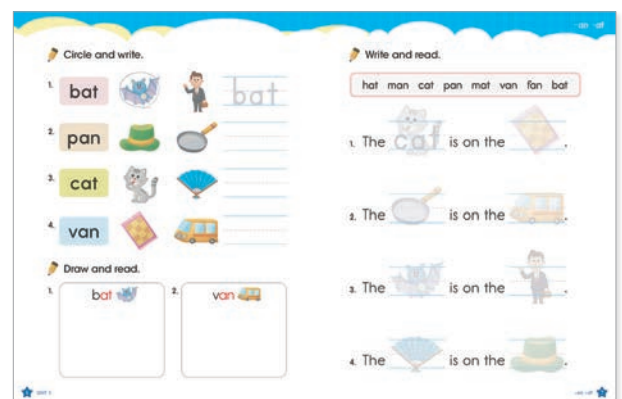 Circle and write.
1. bat bat
2. pan
3. cat
4. van
Draw and read.
1. bat 2. van
-an -at
Write and read.
hat man cat pan mat van fan bat
1. The cat is on the .
2. The is on the .
3. The is on the .
4. The is on the .